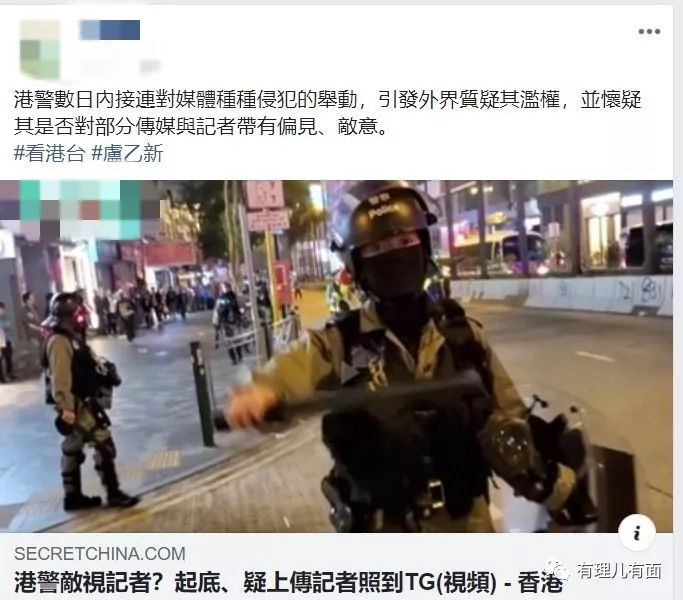 港警數日內接連對媒體種種侵犯的舉動，引發外界質疑其濫權，並懷疑
其是否對部分傳媒與記者帶有偏見、敵意。
#看港台 #盧乙新
警察
Police
SECRETCHINA.COM
港警敵視記者？起底、疑上傳記者照到TG(視頻) - 香港
有理儿有面